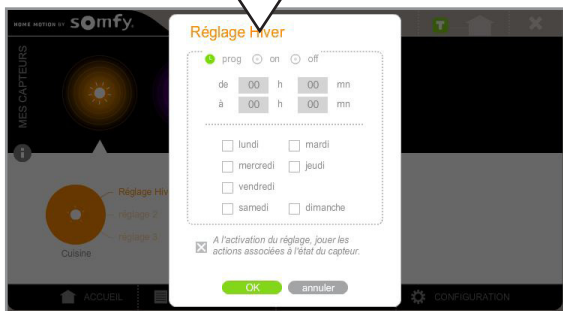 HOME MOTION BY somfy.
T
MES CAPTEURS
Réglage Hiver
prog on off
de 00 h 00 mn
à 00 h 00 mn
lundi mardi
mercredi jeudi
vendredi
samedi dimanche
A l'activation du réglage, jouer les
actions associées à l'état du capteur.
OK annuler
i
Réglage Hiv
réglage 2
réglage 3
Cuisine
ACCUEIL
CONFIGURATION